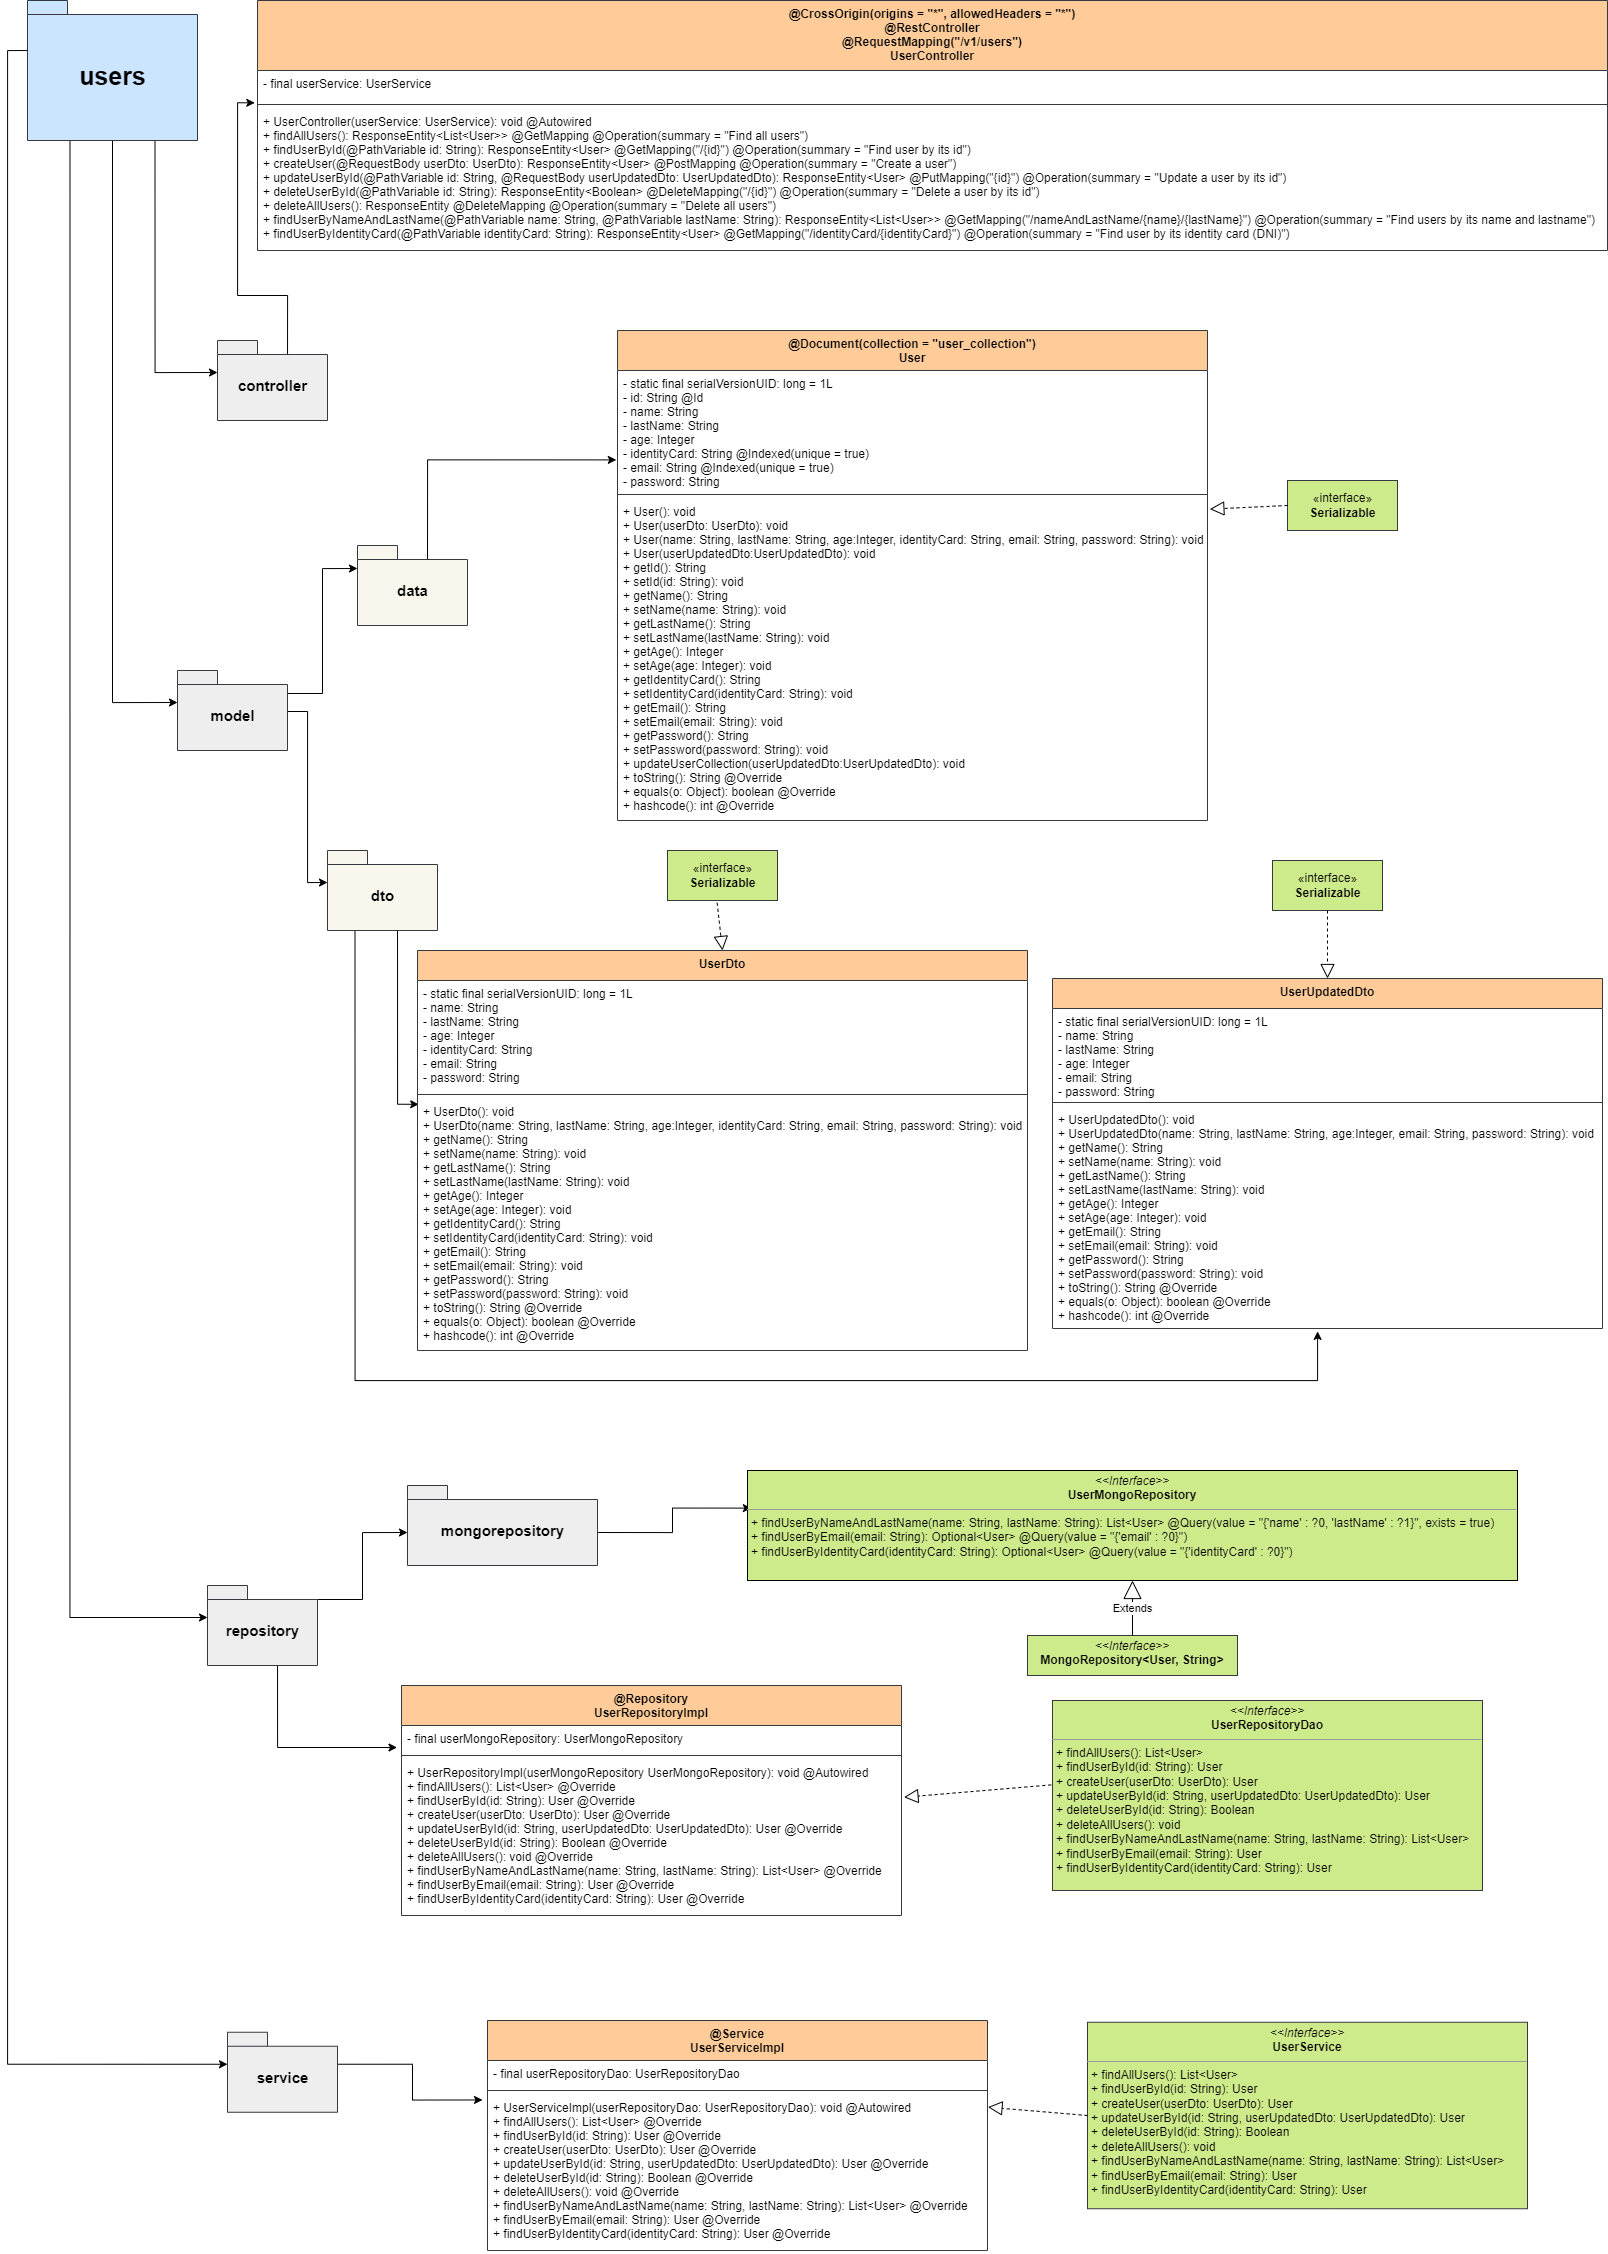 users
@CrossOrigin(origins = "*", allowedHeaders = "*")
@RestController
@RequestMapping("/v1/users")
UserController
- final userService: UserService
+ UserController(userService: UserService): void @Autowired
+ findAllUsers(): ResponseEntity<List<User>> @GetMapping @Operation(summary = "Find all users")
+ findUserById(@PathVariable id: String): ResponseEntity<User> @GetMapping("/{id}") @Operation(summary = "Find user by its id")
+ createUser(@RequestBody userDto: UserDto): ResponseEntity<User> @PostMapping @Operation(summary = "Create a user")
+ updateUserById(@PathVariable id: String, @RequestBody userUpdatedDto: UserUpdatedDto): ResponseEntity<User> @PutMapping("{id}") @Operation(summary = "Update a user by its id")
+ deleteUserById(@PathVariable id: String): ResponseEntity<Boolean> @DeleteMapping("/{id}") @Operation(summary = "Delete a user by its id")
+ deleteAllUsers(): ResponseEntity @DeleteMapping @Operation(summary = "Delete all users")
+ findUserByNameAndLastName(@PathVariable name: String, @PathVariable lastName: String): ResponseEntity<List<User>> @GetMapping("/nameAndLastName/{name}/{lastName}") @Operation(summary = "Find users by its name and lastname")
+ findUserByIdentityCard(@PathVariable identityCard: String): ResponseEntity<User> @GetMapping("/identityCard/{identityCard}") @Operation(summary = "Find user by its identity card (DNI)")
controller
@Document(collection = "user_collection")
User
- static final serialVersionUID: long = 1L
- id: String @Id
- name: String
- lastName: String
- age: Integer
- identityCard: String @Indexed(unique = true)
- email: String @Indexed(unique = true)
- password: String
+ User(): void
+ User(userDto: UserDto): void
+ User(name: String, lastName: String, age:Integer, identityCard: String, email: String, password: String): void
+ User(userUpdatedDto:UserUpdatedDto): void
+ getId(): String
+ setId(id: String): void
+ getName(): String
+ setName(name: String): void
+ getLastName(): String
+ setLastName(lastName: String): void
+ getAge(): Integer
+ setAge(age: Integer): void
+ getIdentityCard(): String
+ setIdentityCard(identityCard: String): void
+ getEmail(): String
+ setEmail(email: String): void
+ getPassword(): String
+ setPassword(password: String): void
+ updateUserCollection(userUpdatedDto:UserUpdatedDto): void
+ toString(): String @Override
+ equals(o: Object): boolean @Override
+ hashcode(): int @Override
«interface»
Serializable
data
model
dto
«interface»
Serializable
«interface»
Serializable
UserDto
- static final serialVersionUID: long = 1L
- name: String
- lastName: String
- age: Integer
- identityCard: String
- email: String
- password: String
+ UserDto(): void
+ UserDto(name: String, lastName: String, age:Integer, identityCard: String, email: String, password: String): void
+ getName(): String
+ setName(name: String): void
+ getLastName(): String
+ setLastName(lastName: String): void
+ getAge(): Integer
+ setAge(age: Integer): void
+ getIdentityCard(): String
+ setIdentityCard(identityCard: String): void
+ getEmail(): String
+ setEmail(email: String): void
+ getPassword(): String
+ setPassword(password: String): void
+ toString(): String @Override
+ equals(o: Object): boolean @Override
+ hashcode(): int @Override
UserUpdatedDto
- static final serialVersionUID: long = 1L
- name: String
- lastName: String
- age: Integer
- email: String
- password: String
+ UserUpdatedDto(): void
+ UserUpdatedDto(name: String, lastName: String, age:Integer, email: String, password: String): void
+ getName(): String
+ setName(name: String): void
+ getLastName(): String
+ setLastName(lastName: String): void
+ getAge(): Integer
+ setAge(age: Integer): void
+ getEmail(): String
+ setEmail(email: String): void
+ getPassword(): String
+ setPassword(password: String): void
+ toString(): String @Override
+ equals(o: Object): boolean @Override
+ hashcode(): int @Override
mongorepository
<<Interface>>
UserMongoRepository
+ findUserByNameAndLastName(name: String, lastName: String): List<User> @Query(value = "{'name' : ?0, 'lastName' : ?1}", exists = true)
+ findUserByEmail(email: String): Optional<User> @Query(value = "{'email' : ?0}")
+ findUserByIdentityCard(identityCard: String): Optional<User> @Query(value = "{'identityCard' : ?0}")
Extends
<<Interface>>
MongoRepository<User, String>
repository
@Repository
UserRepositoryImpl
- final userMongoRepository: UserMongoRepository
+ UserRepositoryImpl(userMongoRepository UserMongoRepository): void @Autowired
+ findAllUsers(): List<User> @Override
+ findUserById(id: String): User @Override
+ createUser(userDto: UserDto): User @Override
+ updateUserById(id: String, userUpdatedDto: UserUpdatedDto): User @Override
+ deleteUserById(id: String): Boolean @Override
+ deleteAllUsers(): void @Override
+ findUserByNameAndLastName(name: String, lastName: String): List<User> @Override
+ findUserByEmail(email: String): User @Override
+ findUserByIdentityCard(identityCard: String): User @Override
<<Interface>>
UserRepositoryDao
+ findAllUsers(): List<User>
+ findUserById(id: String): User
+ createUser(userDto: UserDto): User
+ updateUserById(id: String, userUpdatedDto: UserUpdatedDto): User
+ deleteUserById(id: String): Boolean
+ deleteAllUsers(): void
+ findUserByNameAndLastName(name: String, lastName: String): List<User>
+ findUserByEmail(email: String): User
+ findUserByIdentityCard(identityCard: String): User
service
@Service
UserServiceImpl
- final userRepositoryDao: UserRepositoryDao
+ UserServiceImpl(userRepositoryDao: UserRepositoryDao): void @Autowired
+ findAllUsers(): List<User> @Override
+ findUserById(id: String): User @Override
+ createUser(userDto: UserDto): User @Override
+ updateUserById(id: String, userUpdatedDto: UserUpdatedDto): User @Override
+ deleteUserById(id: String): Boolean @Override
+ deleteAllUsers(): void @Override
+ findUserByNameAndLastName(name: String, lastName: String): List<User> @Override
+ findUserByEmail(email: String): User @Override
+ findUserByIdentityCard(identityCard: String): User @Override
<<Interface>>
UserService
+ findAllUsers(): List<User>
+ findUserById(id: String): User
+ createUser(userDto: UserDto): User
+ updateUserById(id: String, userUpdatedDto: UserUpdatedDto): User
+ deleteUserById(id: String): Boolean
+ deleteAllUsers(): void
+ findUserByNameAndLastName(name: String, lastName: String): List<User>
+ findUserByEmail(email: String): User
+ findUserByIdentityCard(identityCard: String): User